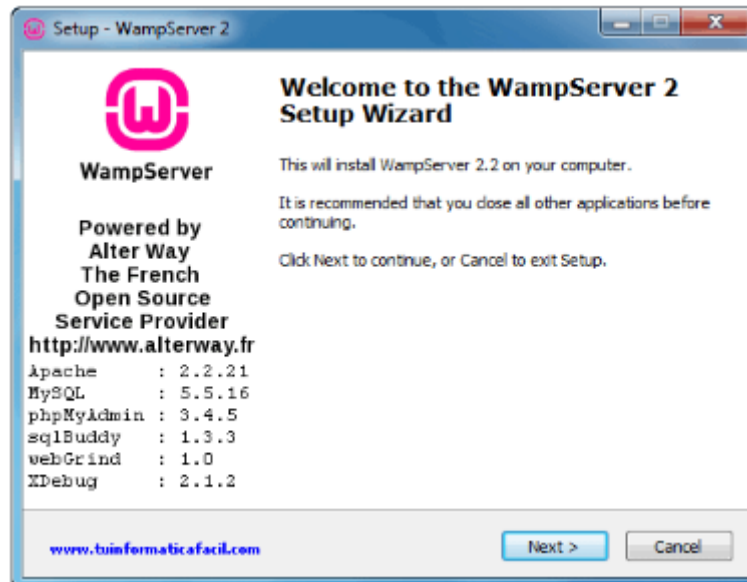 Setup - WampServer 2
WampServer
Powered by
Alter Way
The French
Open Source
Service Provider
http://www.alterway.fr
Apache : 2.2.21
MySQL : 5.5.16
phpMyAdmin : 3.4.5
sqlBuddy : 1.3.3
webGrind : 1.0
XDebug : 2.1.2
Welcome to the WampServer 2
Setup Wizard
This will install WampServer 2.2 on your computer.
It is recommended that you close all other applications before
continuing.
Click Next to continue, or Cancel to exit Setup.
www.tuinformaticafacil.com
Next >
Cancel